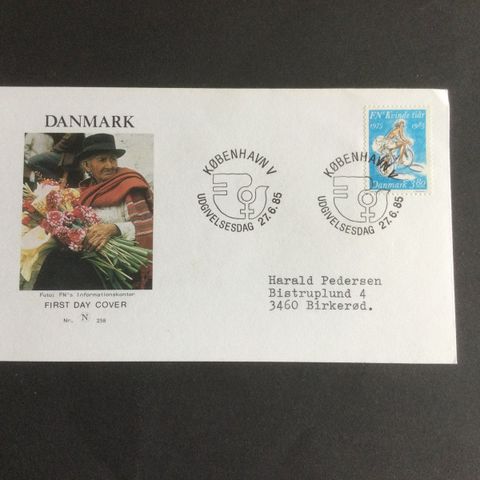 DANMARK
Foto: FN's Informationskontor
FIRST DAY COVER
Nr. N 258
KØBENHAVN V
UDGIVELSESDAG 27.6.85
KØBENHAVN V
UDGIVELSESDAG 27.6.85
FN's Kvinde tiår
1975 1985
Danmark 3.80
Harald Pedersen
Bistruplund 4
3460 Birkerød.